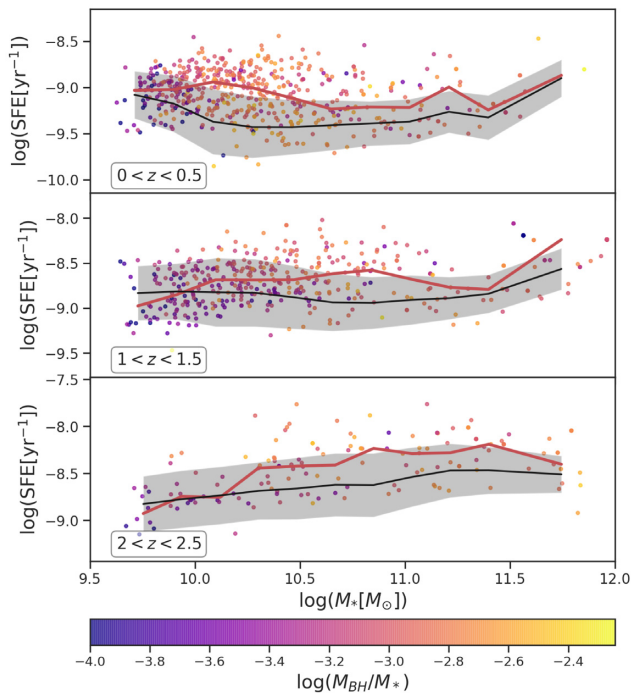 −8.5
−9.0
−9.5
−10.0
log(SFE[yr⁻¹])
0 < z < 0.5
−8.0
−8.5
−9.0
−9.5
log(SFE[yr⁻¹])
1 < z < 1.5
−7.5
−8.0
−8.5
−9.0
log(SFE[yr⁻¹])
2 < z < 2.5
9.5 10.0 10.5 11.0 11.5 12.0
log(M*[M⊙])
−4.0 −3.8 −3.6 −3.4 −3.2 −3.0 −2.8 −2.6 −2.4
log(M_BH/M*)